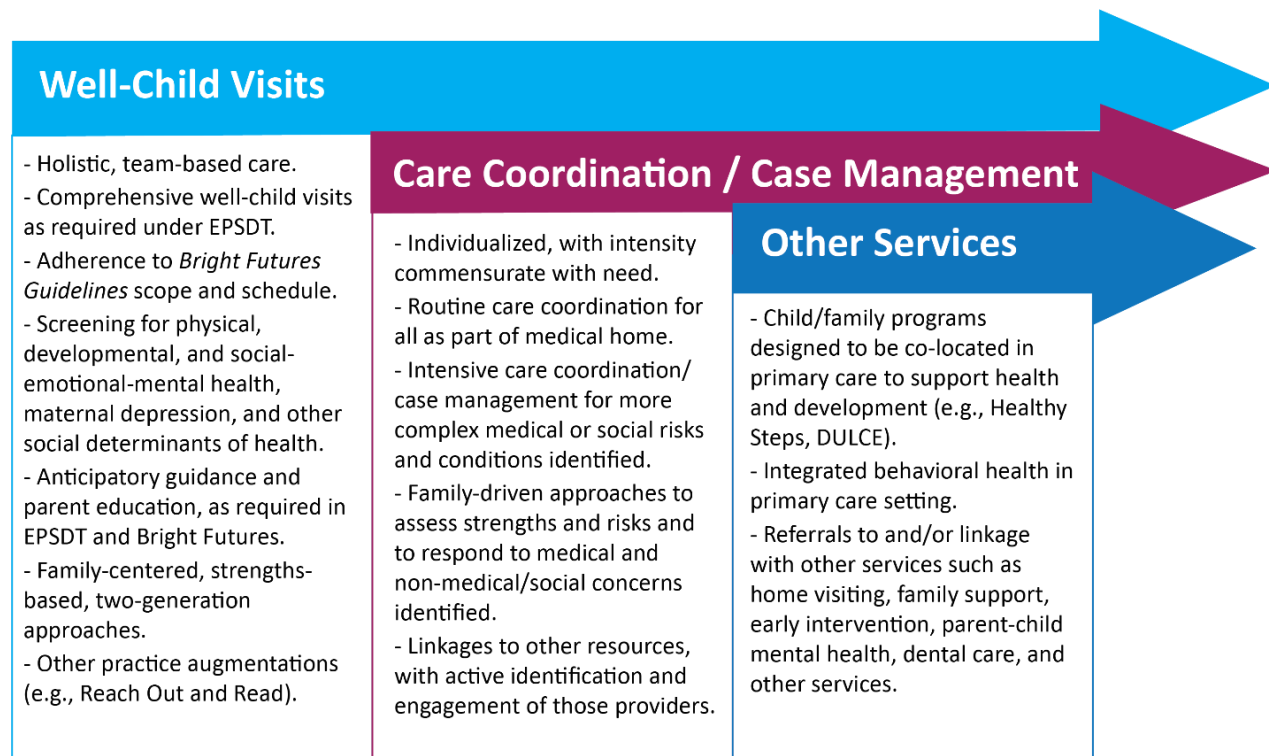 Well-Child Visits
- Holistic, team-based care.
- Comprehensive well-child visits
as required under EPSDT.
- Adherence to Bright Futures
Guidelines scope and schedule.
- Screening for physical,
developmental, and social-
emotional-mental health,
maternal depression, and other
social determinants of health.
- Anticipatory guidance and
parent education, as required in
EPSDT and Bright Futures.
- Family-centered, strengths-
based, two-generation
approaches.
- Other practice augmentations
(e.g., Reach Out and Read).
Care Coordination / Case Management
- Individualized, with intensity
commensurate with need.
- Routine care coordination for
all as part of medical home.
- Intensive care coordination/
case management for more
complex medical or social risks
and conditions identified.
- Family-driven approaches to
assess strengths and risks and
to respond to medical and
non-medical/social concerns
identified.
- Linkages to other resources,
with active identification and
engagement of those providers.
Other Services
- Child/family programs
designed to be co-located in
primary care to support health
and development (e.g., Healthy
Steps, DULCE).
- Integrated behavioral health in
primary care setting.
- Referrals to and/or linkage
with other services such as
home visiting, family support,
early intervention, parent-child
mental health, dental care, and
other services.